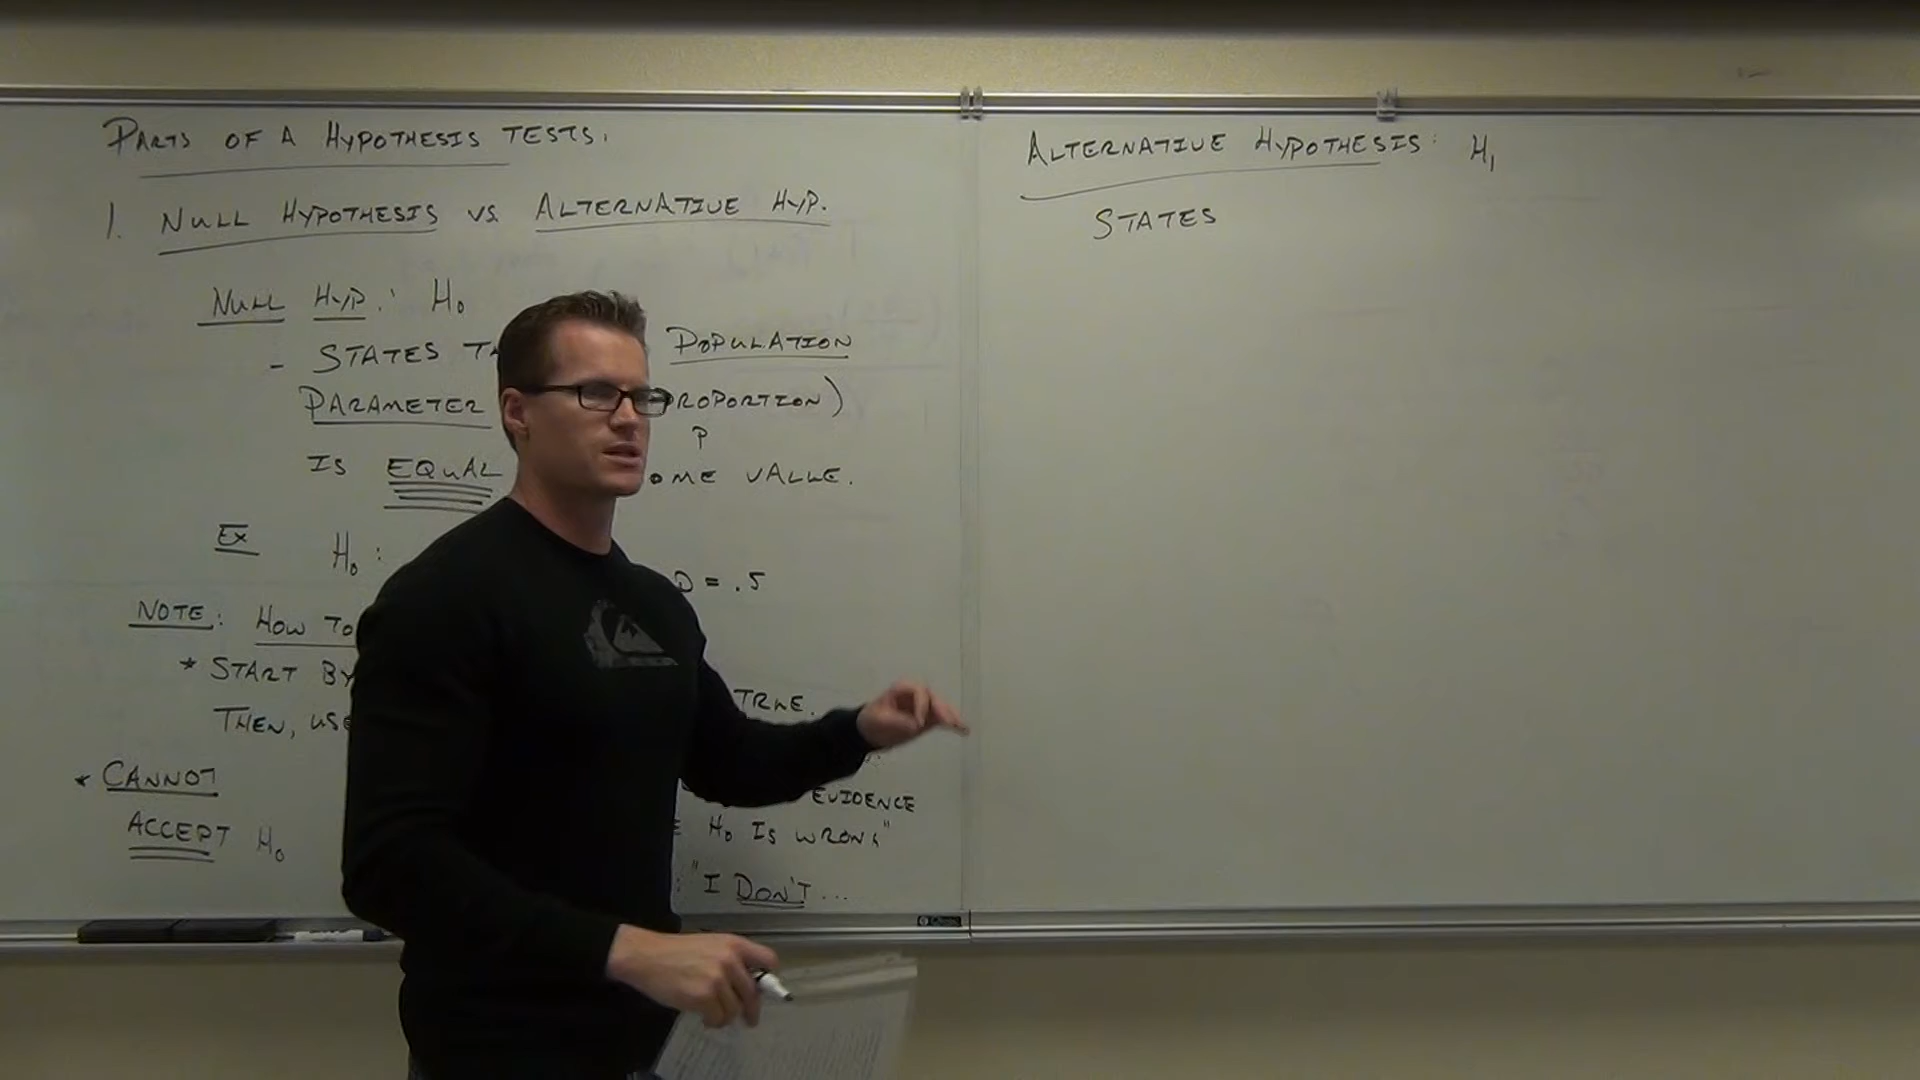 PARTS OF A HYPOTHESIS TESTS.
1. NULL HYPOTHESIS VS. ALTERNATIVE HYP.
NULL HYP.: H₀
- STATES POPULATION
PARAMETER PROPORTION)
P
IS EQUAL VALUE.
EX H₀: = .5
NOTE: HOW TO
* START BY TRUE.
THEN, USE
* CANNOT EVIDENCE
ACCEPT H₀ H₀ IS WRONG"
"I DON'T ...
ALTERNATIVE HYPOTHESIS: H₁
STATES